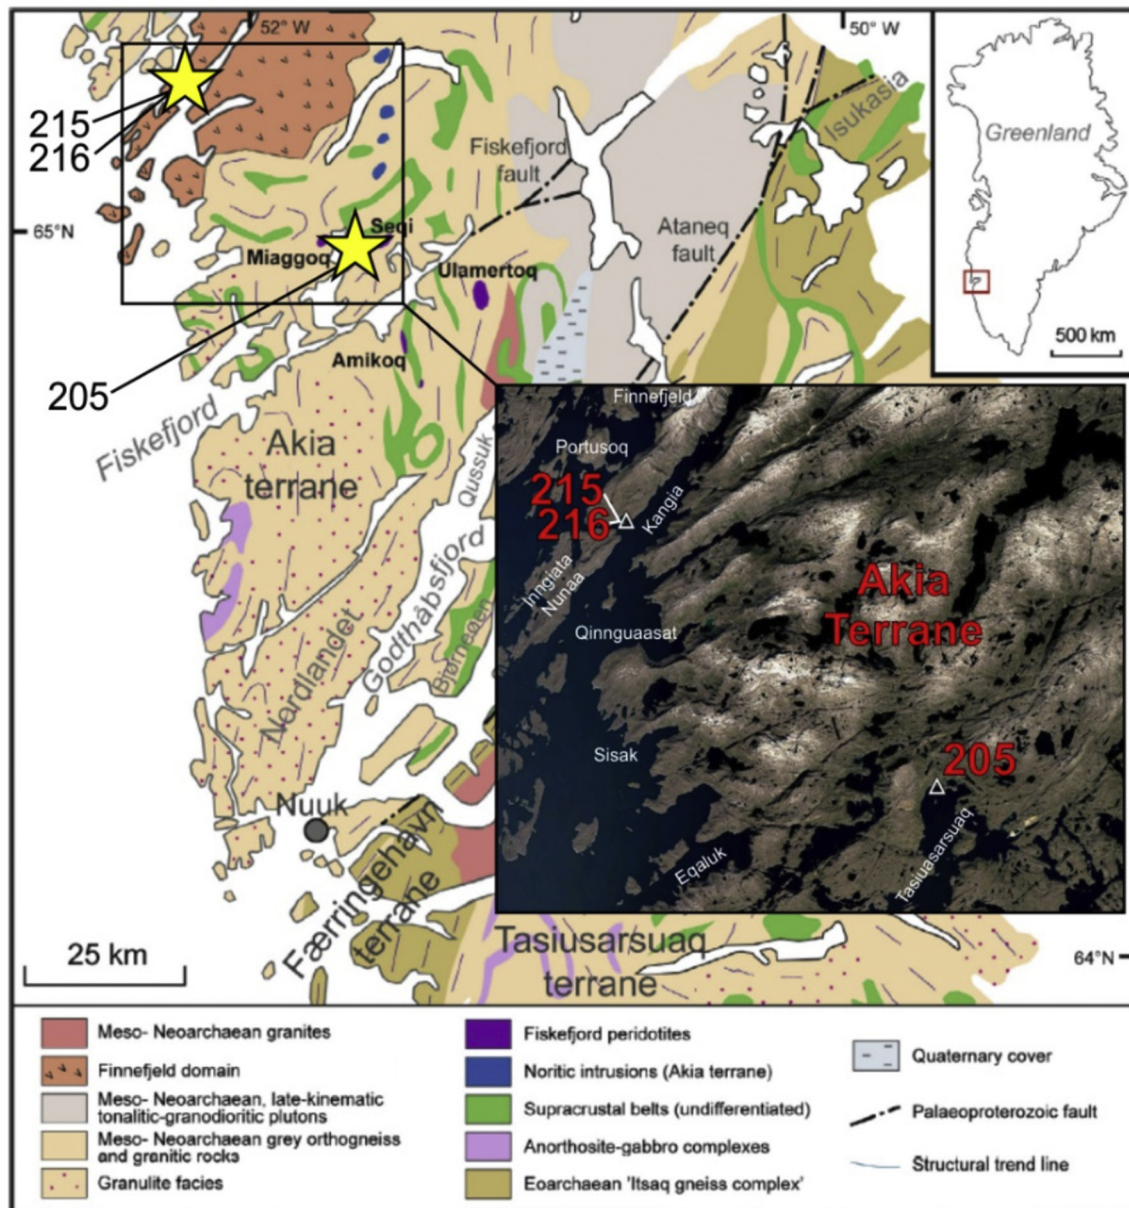 52° W
50° W
215
216
65°N
Fiskefjord
fault
Isukasia
Greenland
Seqi
Miaggoq
Ulamertoq
Ataneq
fault
500 km
205
Amikoq
Fiskefjord
Akia
terrane
Qussuk
Godthåbsfjord
Bjørneøen
Nordlandet
Nuuk
Færringehavn
terrane
Tasiusarsuaq
terrane
25 km
64°N
Finnefjeld
Portusoq
215
216
Kangia
Inngiata
Nunaa
Qinnguaasat
Akia
Terrane
Sisak
205
Eqaluk
Tasiuasarsuaq
Meso- Neoarchaean granites
Finnefjeld domain
Meso- Neoarchaean, late-kinematic
tonalitic-granodioritic plutons
Meso- Neoarchaean grey orthogneiss
and granitic rocks
Granulite facies
Fiskefjord peridotites
Noritic intrusions (Akia terrane)
Supracrustal belts (undifferentiated)
Anorthosite-gabbro complexes
Eoarchaean 'Itsaq gneiss complex'
Quaternary cover
Palaeoproterozoic fault
Structural trend line